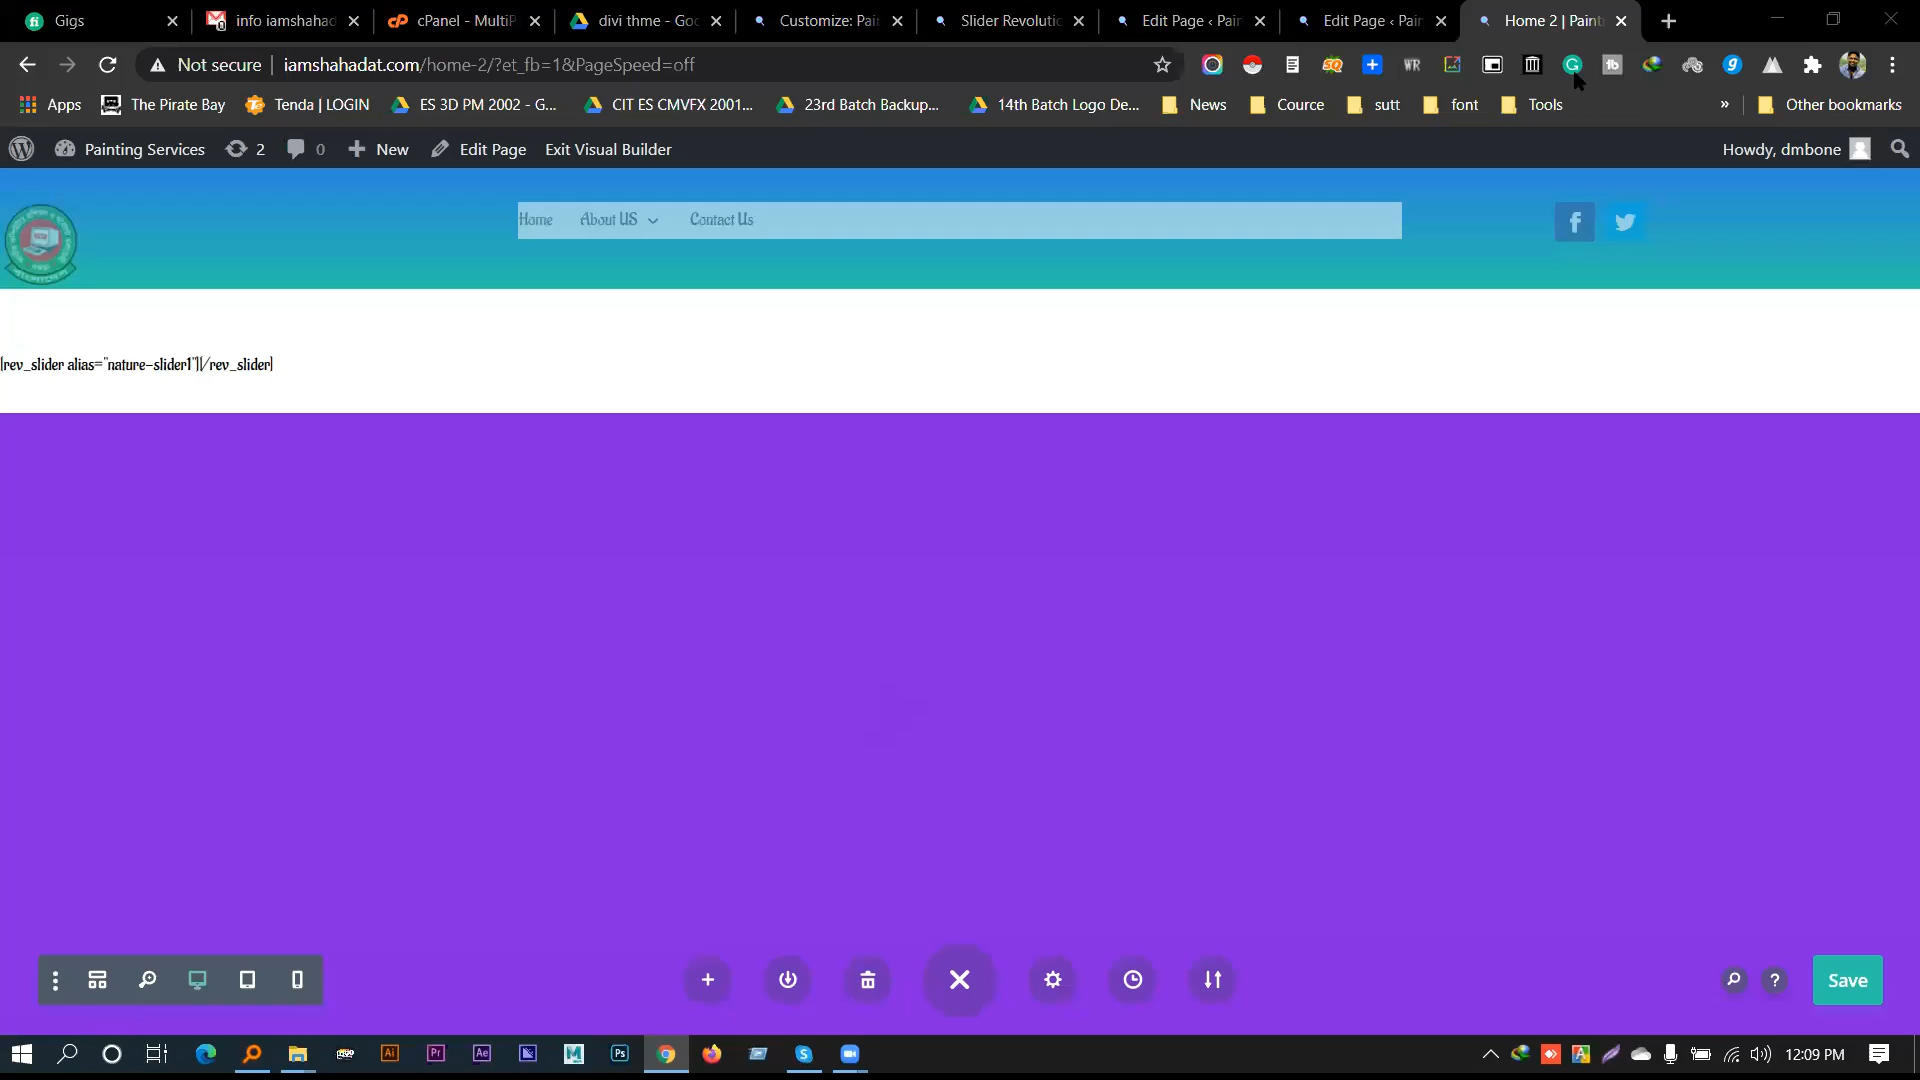 Gigs
info iamshahad
cPanel - MultiP
divi thme - Goo
Customize: Pain
Slider Revolutio
Edit Page ‹ Pain
Edit Page ‹ Pain
Home 2 | Painti
Not secure
iamshahadat.com/home-2/?et_fb=1&PageSpeed=off
Apps
The Pirate Bay
Tenda | LOGIN
ES 3D PM 2002 - G...
CIT ES CMVFX 2001...
23rd Batch Backup...
14th Batch Logo De...
News
Cource
sutt
font
Tools
»
Other bookmarks
Painting Services
2
0
New
Edit Page
Exit Visual Builder
Howdy, dmbone
Home
About US
Contact Us
[rev_slider alias="nature-slider1"][/rev_slider]
Save
12:09 PM